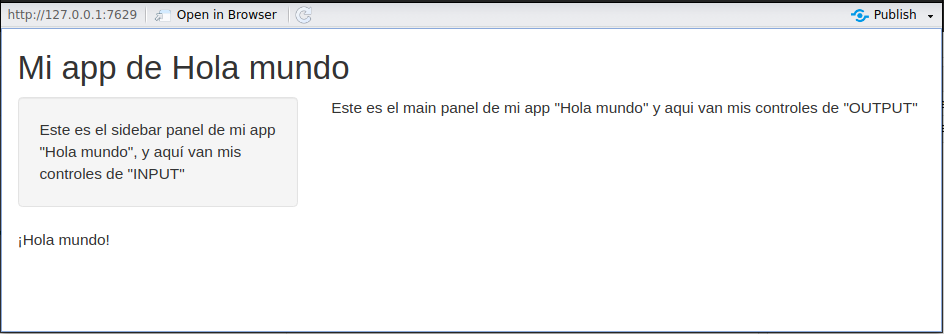 http://127.0.0.1:7629 Open in Browser Publish
Mi app de Hola mundo
Este es el sidebar panel de mi app
"Hola mundo", y aquí van mis
controles de "INPUT"
Este es el main panel de mi app "Hola mundo" y aqui van mis controles de "OUTPUT"
¡Hola mundo!